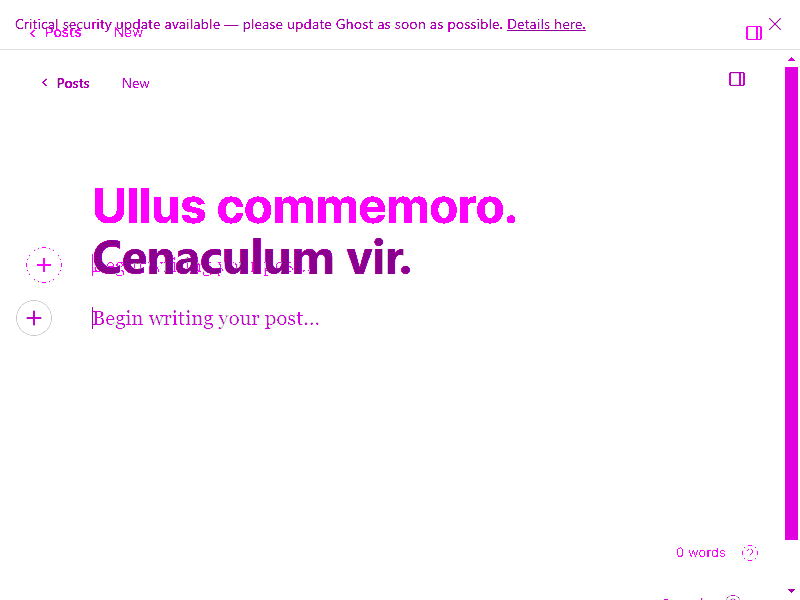 Critical security update available — please update Ghost as soon as possible. Details here.
Posts New
Posts New
Ullus commemoro.
Cenaculum vir.
Begin writing your post...
Begin writing your post...
0 words